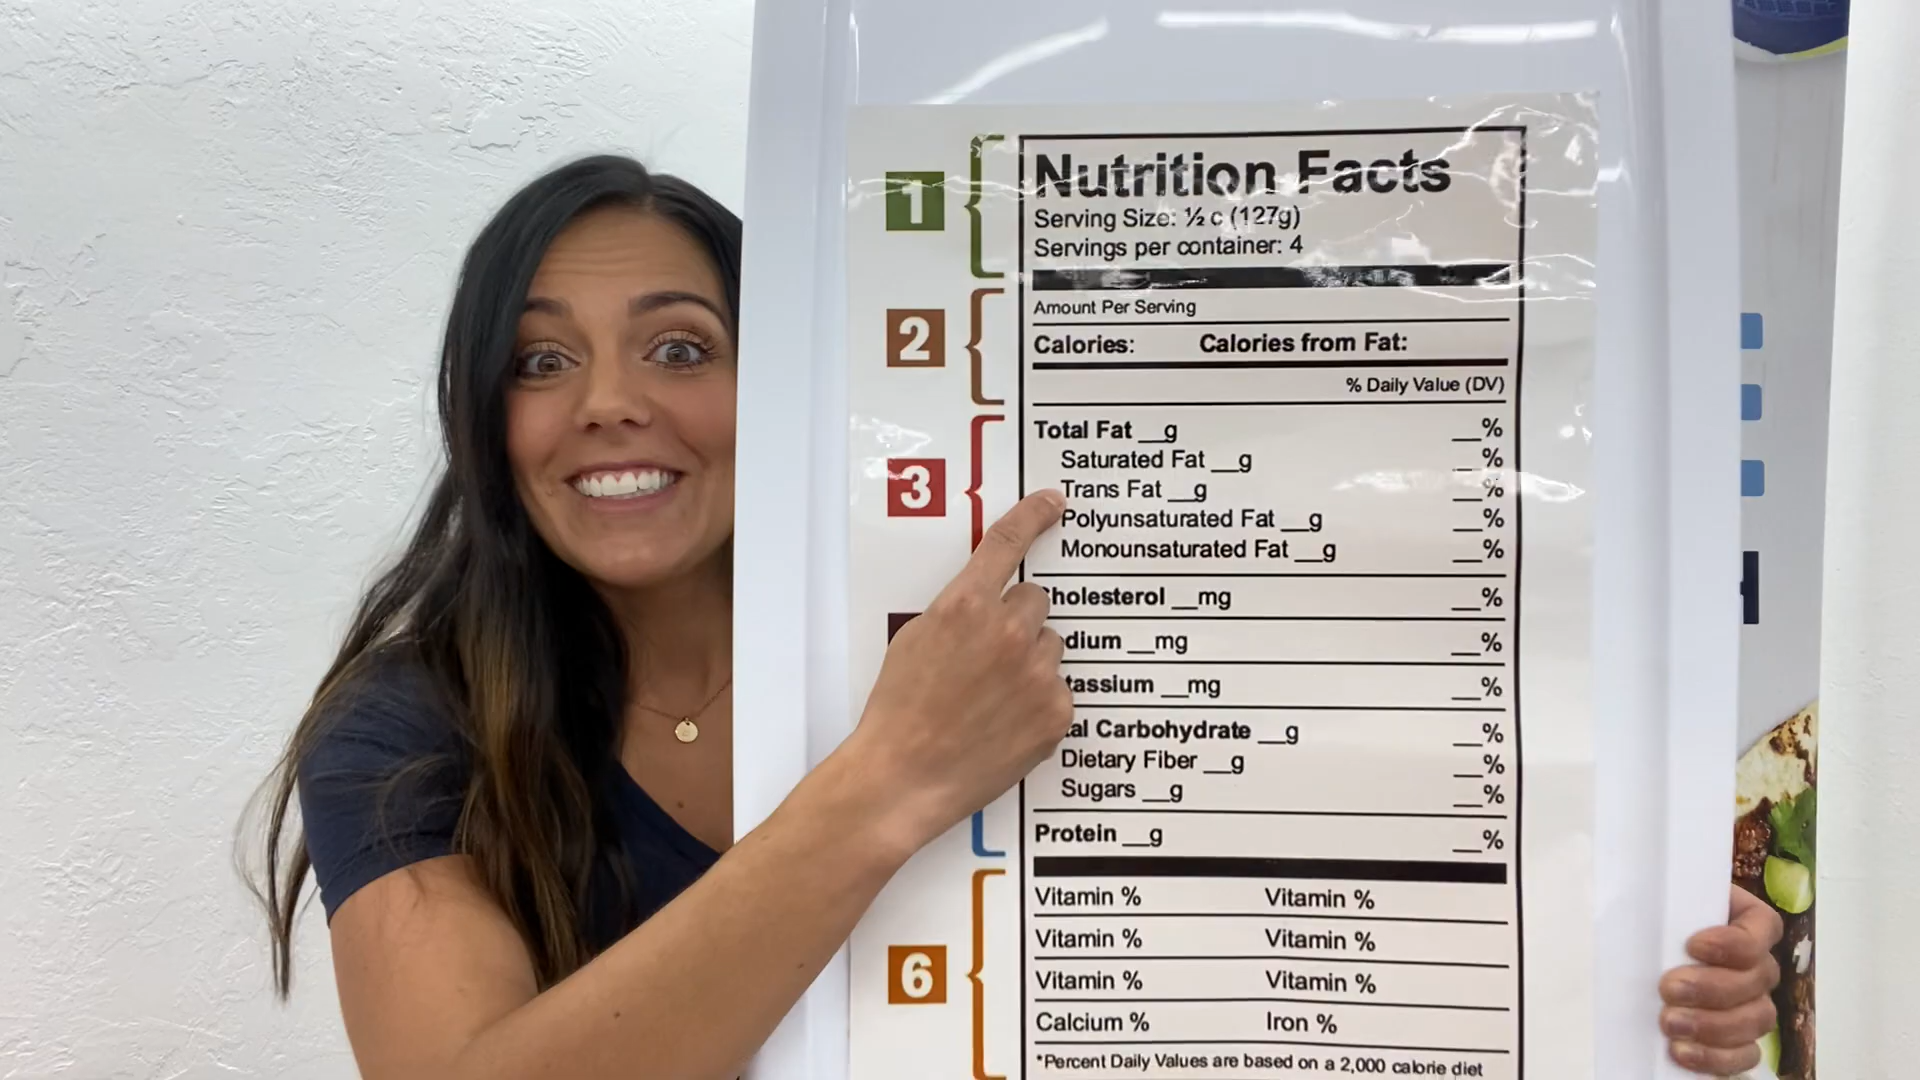 1
Nutrition Facts
Serving Size: ½ c (127g)
Servings per container: 4
2
Amount Per Serving
Calories: Calories from Fat:
% Daily Value (DV)
3
Total Fat __g __%
Saturated Fat __g __%
Trans Fat __g __%
Polyunsaturated Fat __g __%
Monounsaturated Fat __g __%
holesterol __mg __%
dium __mg __%
tassium __mg __%
al Carbohydrate __g __%
Dietary Fiber __g __%
Sugars __g __%
Protein __g __%
6
Vitamin % Vitamin %
Vitamin % Vitamin %
Vitamin % Vitamin %
Calcium % Iron %
*Percent Daily Values are based on a 2,000 calorie diet